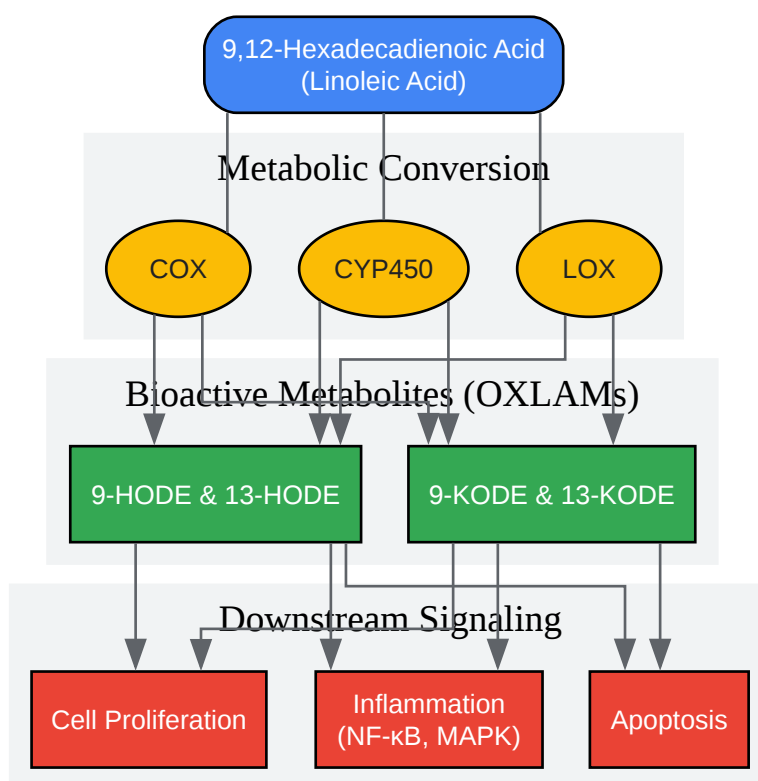 9,12-Hexadecadienoic Acid
(Linoleic Acid)
Metabolic Conversion
COX
CYP450
LOX
Bioactive Metabolites (OXLAMs)
9-HODE & 13-HODE
9-KODE & 13-KODE
Downstream Signaling
Cell Proliferation
Inflammation
(NF-κB, MAPK)
Apoptosis